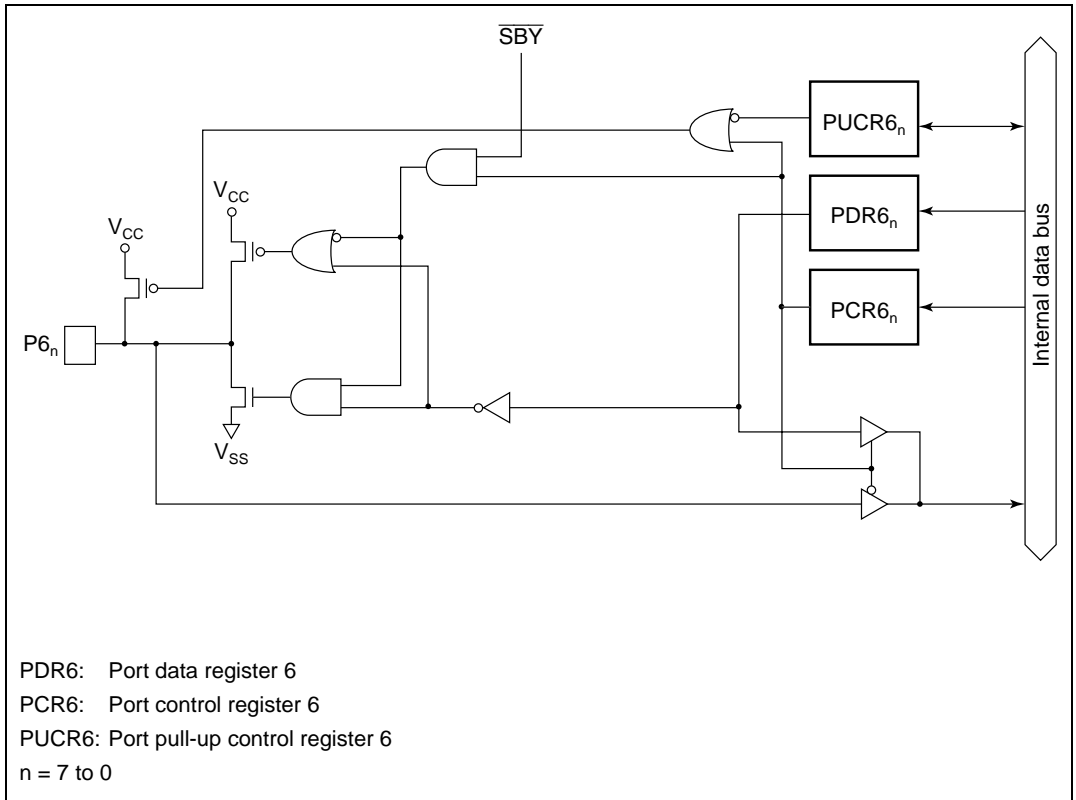 S̅B̅Y̅
PUCR6n
VCC
PDR6n
VCC
PCR6n
P6n
Internal data bus
VSS
PDR6: Port data register 6
PCR6: Port control register 6
PUCR6: Port pull-up control register 6
n = 7 to 0